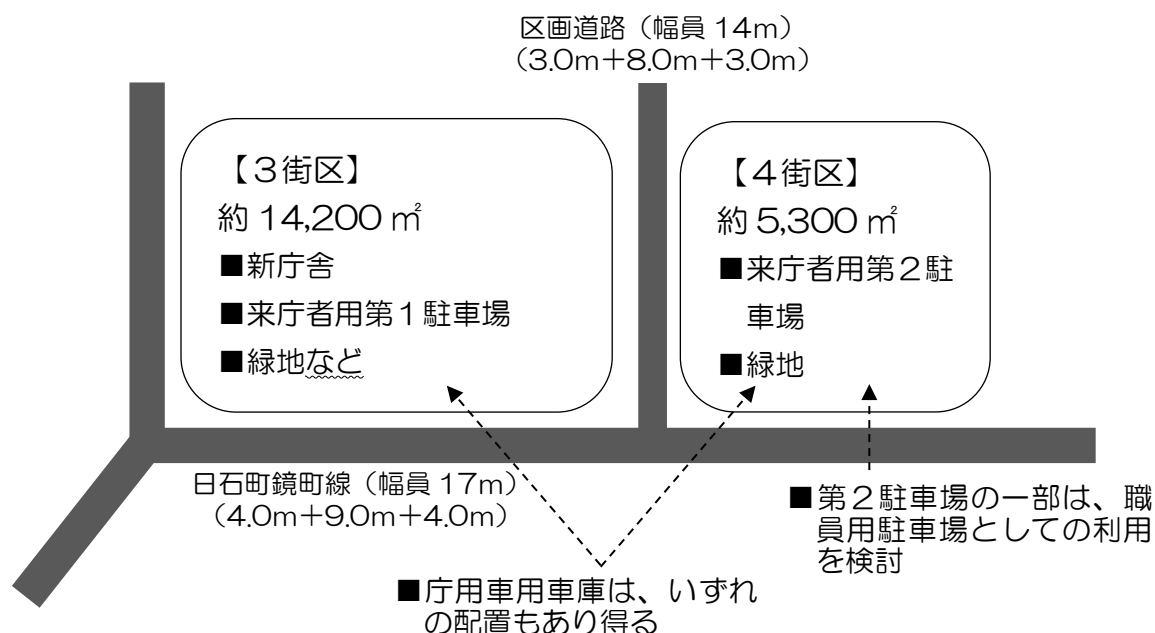 区画道路（幅員 14m）
（3.0m＋8.0m＋3.0m）
【３街区】
約 14,200 ㎡
■新庁舎
■来庁者用第１駐車場
■緑地など
【４街区】
約 5,300 ㎡
■来庁者用第２駐
車場
■緑地
日石町鏡町線（幅員 17m）
（4.0m＋9.0m＋4.0m）
■第２駐車場の一部は、職
員用駐車場としての利用
を検討
■庁用車用車庫は、いずれ
の配置もあり得る